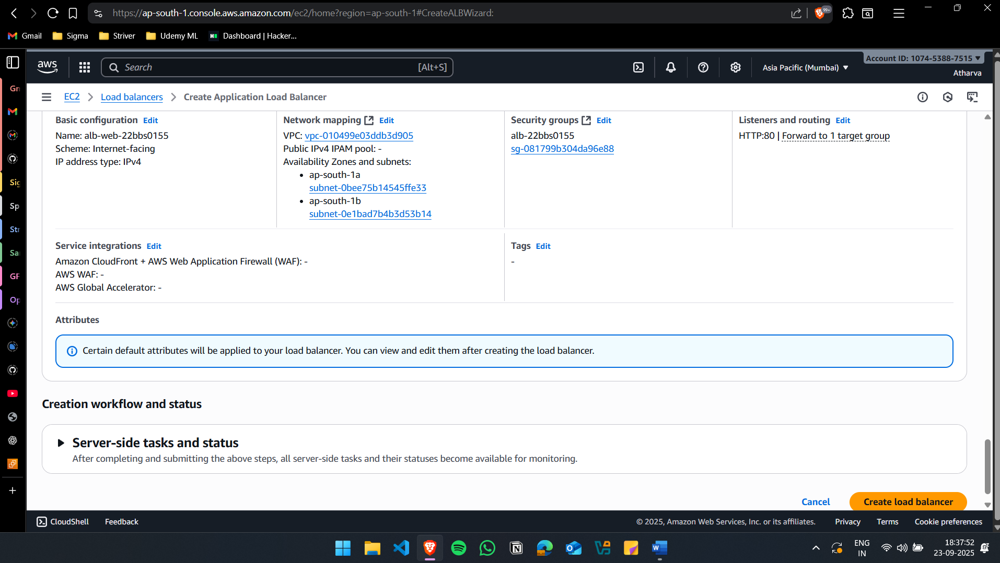 https://ap-south-1.console.aws.amazon.com/ec2/home?region=ap-south-1#CreateALBWizard:
99+
Gmail
Sigma
Striver
Udemy ML
Dashboard | Hacker...
aws
Search
[Alt+S]
Asia Pacific (Mumbai)
Account ID: 1074-5388-7515
Atharva
EC2
Load balancers
Create Application Load Balancer
Gm
Sig
Sp
Str
Sa
GF
Op
Basic configuration Edit
Name: alb-web-22bbs0155
Scheme: Internet-facing
IP address type: IPv4
Network mapping Edit
VPC: vpc-010499e03ddb3d905
Public IPv4 IPAM pool: -
Availability Zones and subnets:
• ap-south-1a
subnet-0bee75b14545ffe33
• ap-south-1b
subnet-0e1bad7b4b3d53b14
Security groups Edit
alb-22bbs0155
sg-081799b304da96e88
Listeners and routing Edit
HTTP:80 | Forward to 1 target group
Service integrations Edit
Amazon CloudFront + AWS Web Application Firewall (WAF): -
AWS WAF: -
AWS Global Accelerator: -
Tags Edit
-
Attributes
Certain default attributes will be applied to your load balancer. You can view and edit them after creating the load balancer.
Creation workflow and status
Server-side tasks and status
After completing and submitting the above steps, all server-side tasks and their statuses become available for monitoring.
Cancel
Create load balancer
CloudShell
Feedback
© 2025, Amazon Web Services, Inc. or its affiliates.
Privacy
Terms
Cookie preferences
ENG
IN
18:37:52
23-09-2025